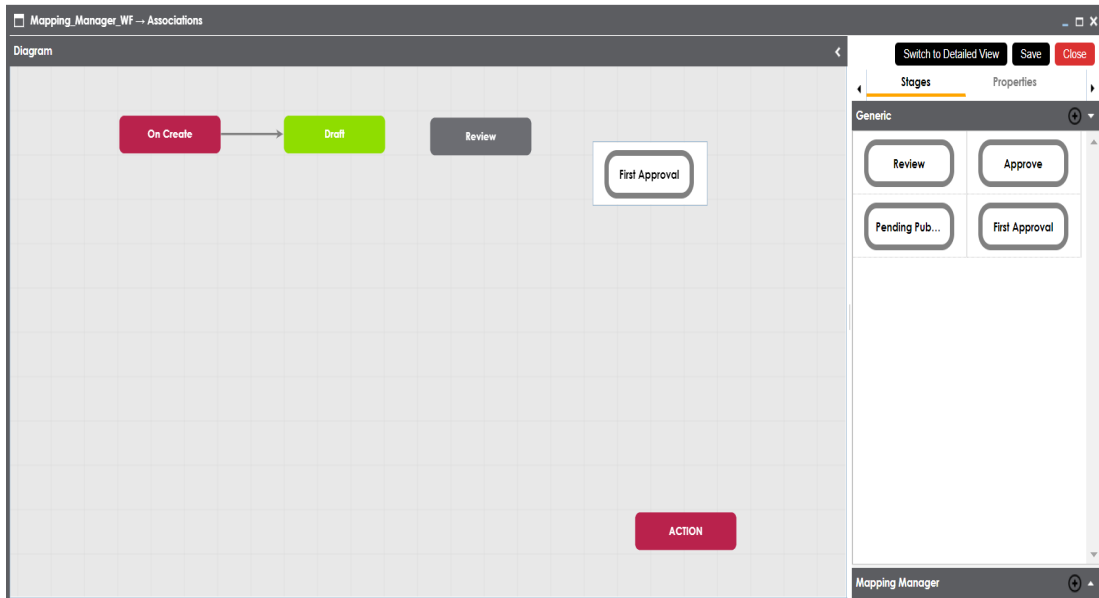 Mapping_Manager_WF → Associations
Diagram
Switch to Detailed View
Save
Close
Stages
Properties
Generic
On Create
Draft
Review
First Approval
Review
Approve
Pending Pub...
First Approval
ACTION
Mapping Manager